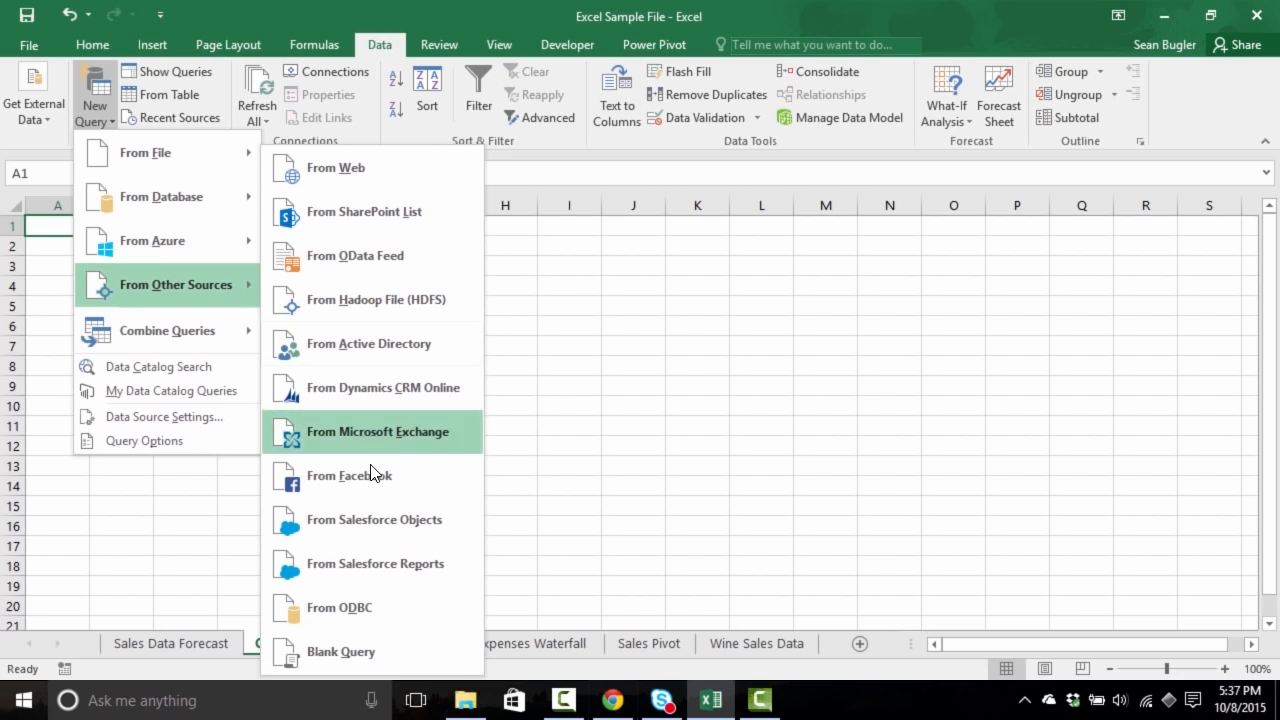 Excel Sample File - Excel
File Home Insert Page Layout Formulas Data Review View Developer Power Pivot Tell me what you want to do... Sean Bugler Share
Get External Data
New Query
Show Queries
From Table
Recent Sources
Refresh All
Connections
Properties
Edit Links
Connections
Sort
Filter
Clear
Reapply
Advanced
Sort & Filter
Text to Columns
Flash Fill
Remove Duplicates
Data Validation
Consolidate
Relationships
Manage Data Model
Data Tools
What-If Analysis
Forecast Sheet
Forecast
Group
Ungroup
Subtotal
Outline
A1
A H I J K L M N O P Q R S
1
2
3
4
5
6
7
8
9
10
11
12
13
14
15
16
17
18
19
20
21
From File
From Database
From Azure
From Other Sources
Combine Queries
Data Catalog Search
My Data Catalog Queries
Data Source Settings...
Query Options
From Web
From SharePoint List
From OData Feed
From Hadoop File (HDFS)
From Active Directory
From Dynamics CRM Online
From Microsoft Exchange
From Facebook
From Salesforce Objects
From Salesforce Reports
From ODBC
Blank Query
Sales Data Forecast xpenses Waterfall Sales Pivot Wine Sales Data
Ready 100%
Ask me anything
5:37 PM
10/8/2015